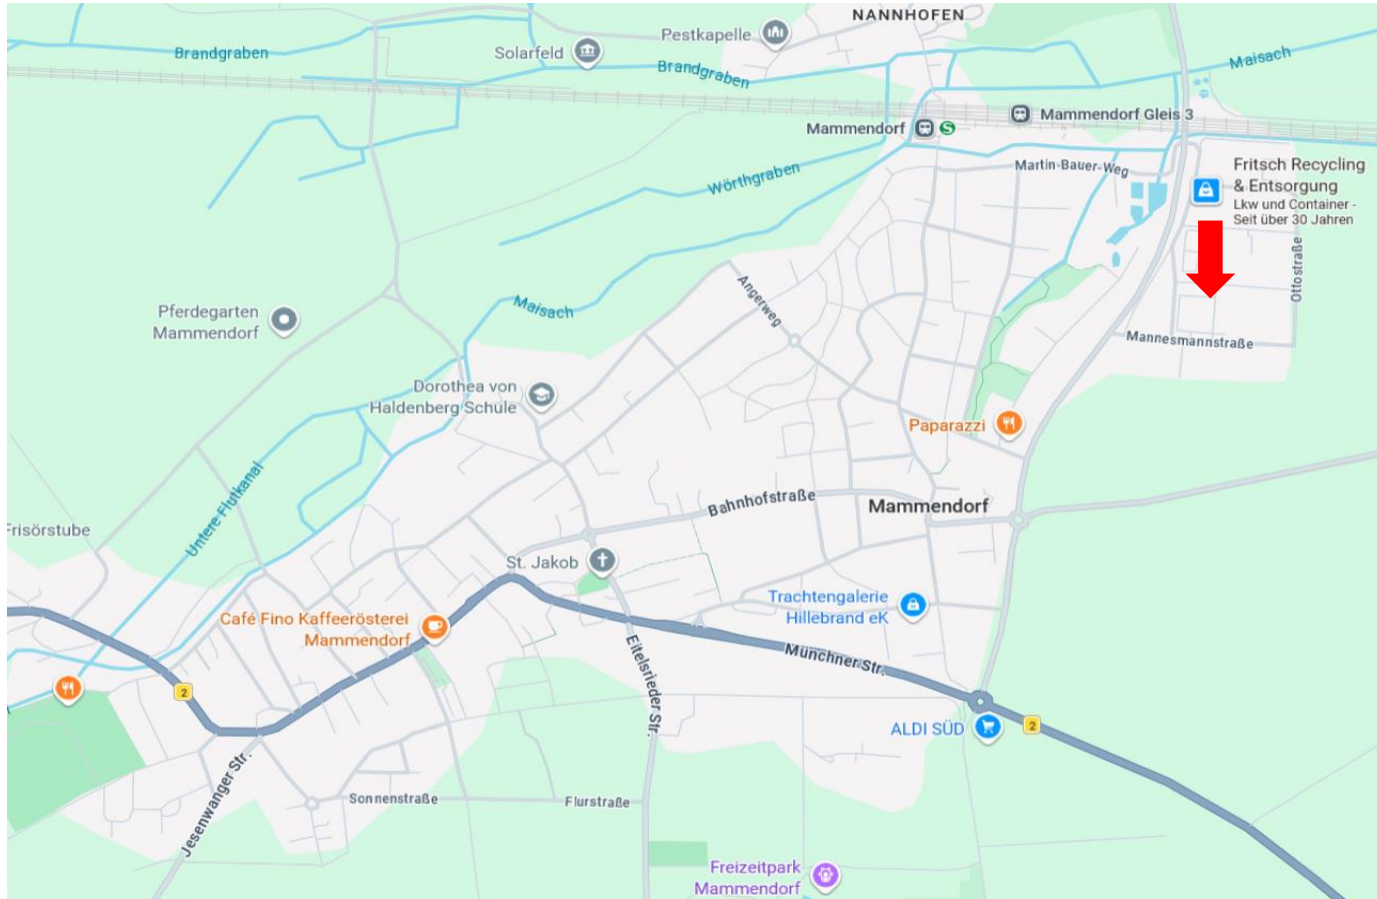 NANNHOFEN
Pestkapelle
Solarfeld
Brandgraben
Brandgraben
Maisach
Mammendorf Gleis 3
Mammendorf
S
Martin-Bauer-Weg
Wörthgraben
Fritsch Recycling
& Entsorgung
Lkw und Container -
Seit über 30 Jahren
Ottostraße
Angerweg
Maisach
Pferdegarten
Mammendorf
Mannesmannstraße
Dorothea von
Haldenberg Schule
Paparazzi
Untere Flutkanal
Bahnhofstraße
Mammendorf
Frisörstube
St. Jakob
Trachtengalerie
Hillebrand eK
Café Fino Kaffeerösterei
Mammendorf
Eitelsrieder Str.
Münchner Str.
2
ALDI SÜD
2
Jesenwanger Str.
Sonnenstraße
Flurstraße
Freizeitpark
Mammendorf